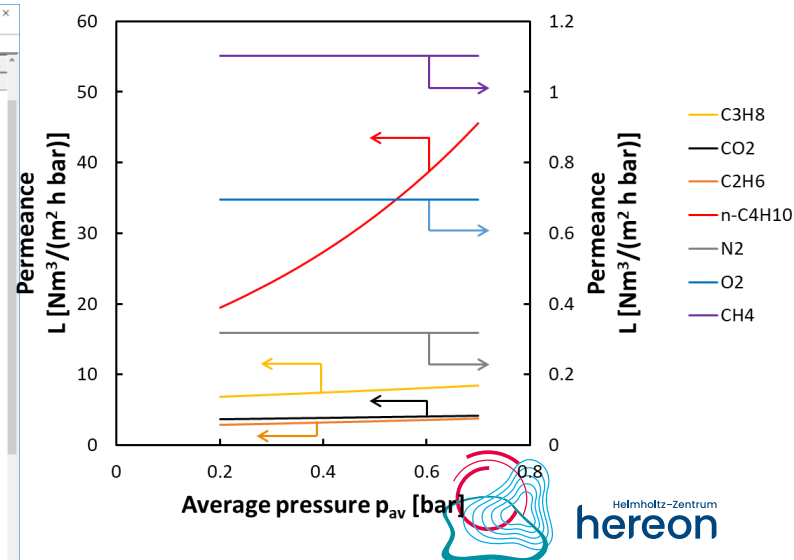 60
50
40
30
20
10
0
Permeance
L [Nm³/(m² h bar)]
1.2
1
0.8
0.6
0.4
0.2
0
Permeance
L [Nm³/(m² h bar)]
0
0.2
0.4
0.6
0.8
Average pressure pav [bar]
C3H8
CO2
C2H6
n-C4H10
N2
O2
CH4
Helmholtz-Zentrum
hereon